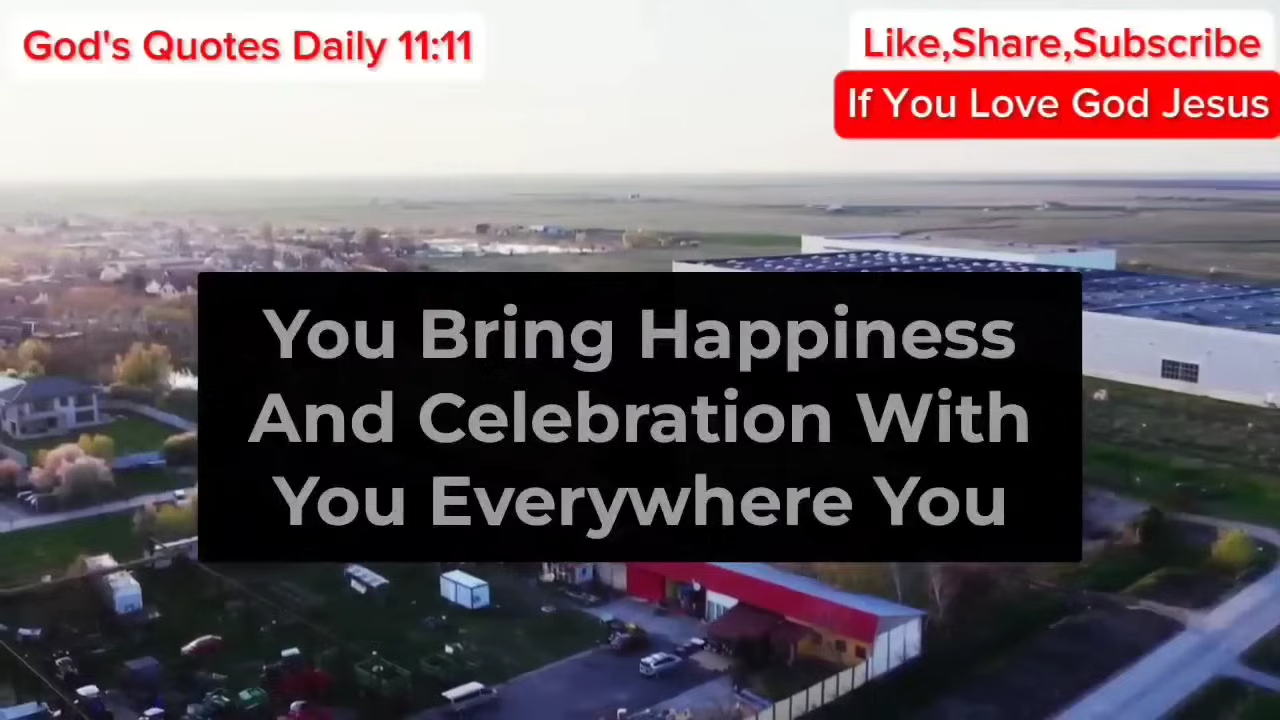 God's Quotes Daily 11:11
Like,Share,Subscribe
If You Love God Jesus
You Bring Happiness
And Celebration With
You Everywhere You